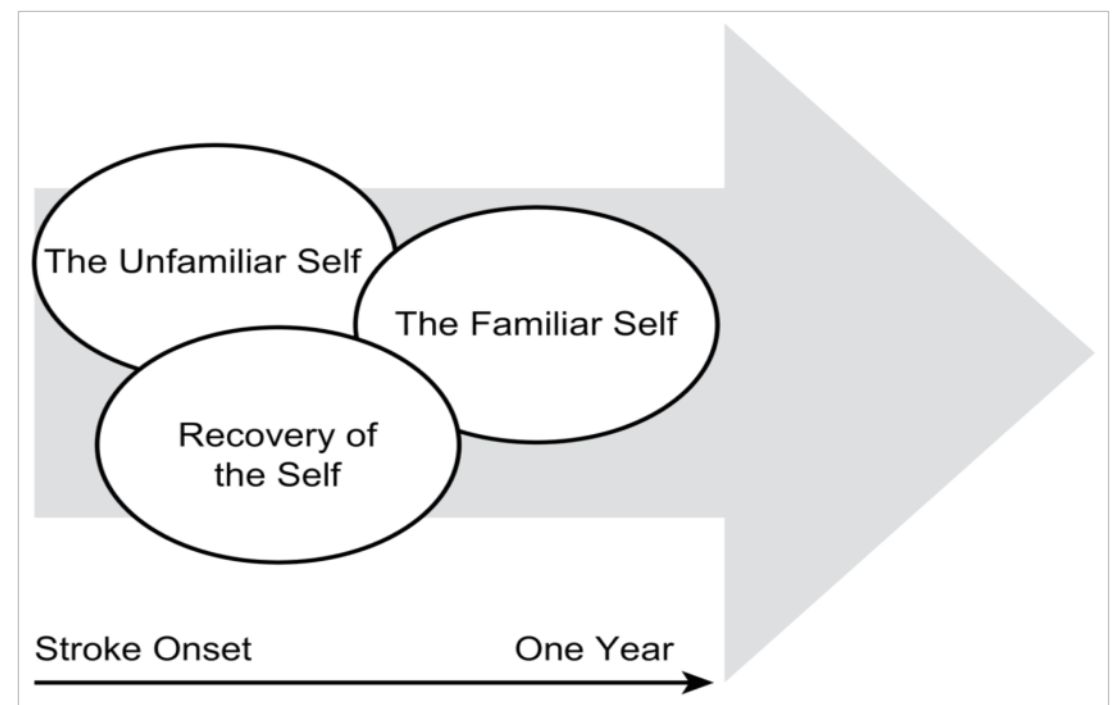 The Unfamiliar Self
The Familiar Self
Recovery of
the Self
Stroke Onset
One Year